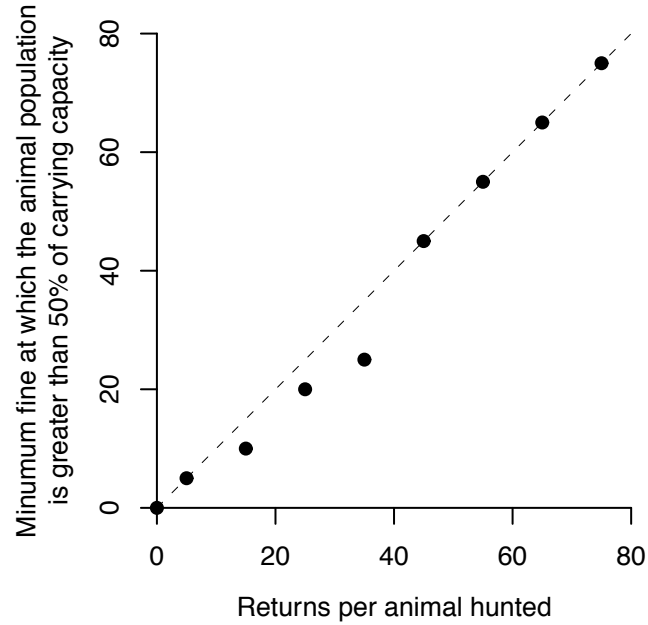 Minumum fine at which the animal population
is greater than 50% of carrying capacity
80
60
40
20
0
0 20 40 60 80
Returns per animal hunted